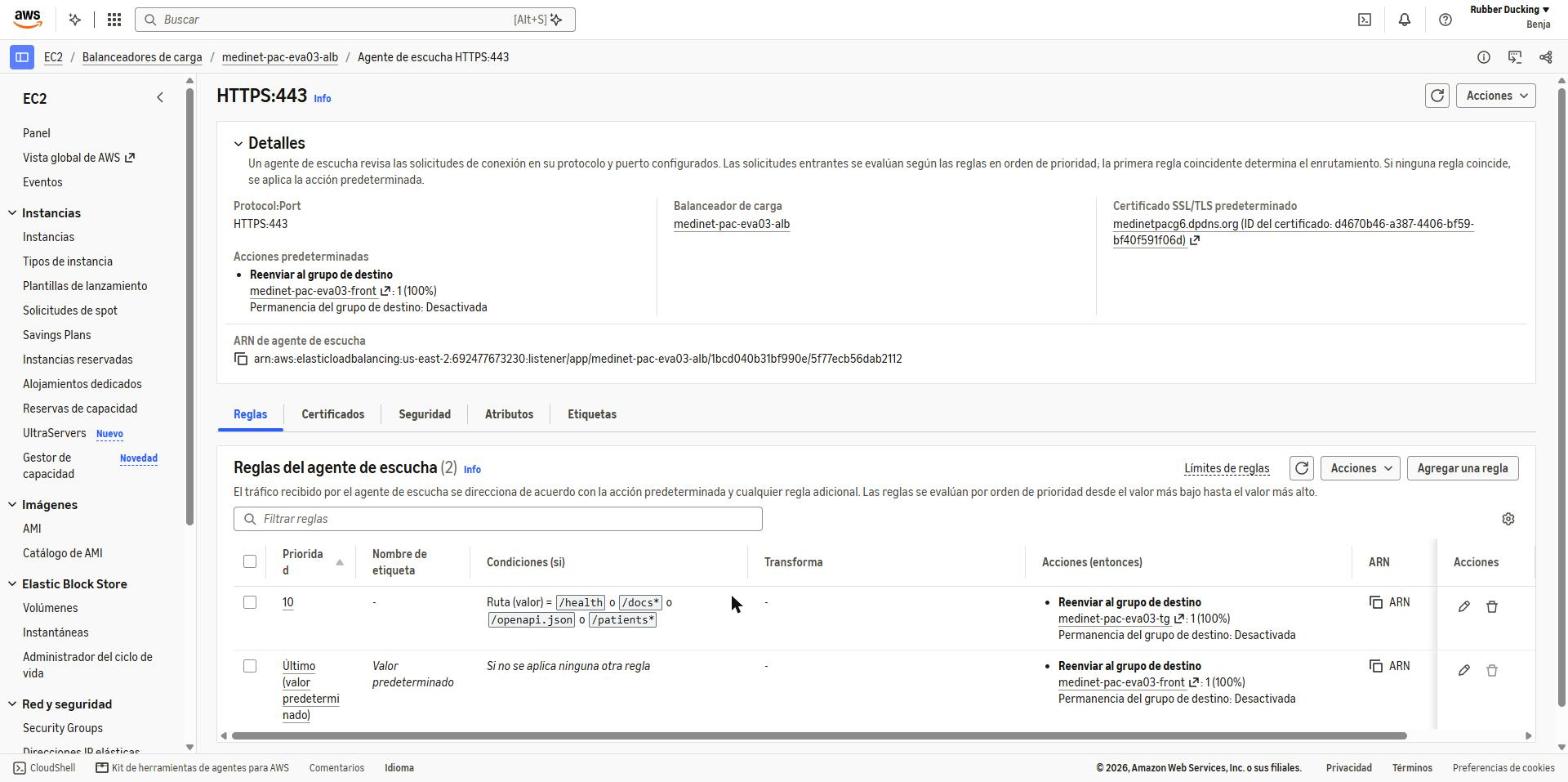 aws
Buscar
[Alt+S]
Rubber Ducking ▼
Benja
EC2 / Balanceadores de carga / medinet-pac-eva03-alb / Agente de escucha HTTPS:443
EC2
Panel
Vista global de AWS
Eventos
Instancias
Instancias
Tipos de instancia
Plantillas de lanzamiento
Solicitudes de spot
Savings Plans
Instancias reservadas
Alojamientos dedicados
Reservas de capacidad
UltraServers Nuevo
Gestor de capacidad Novedad
Imágenes
AMI
Catálogo de AMI
Elastic Block Store
Volúmenes
Instantáneas
Administrador del ciclo de
vida
Red y seguridad
Security Groups
Direcciones IP elásticas
HTTPS:443 Info
Acciones
Detalles
Un agente de escucha revisa las solicitudes de conexión en su protocolo y puerto configurados. Las solicitudes entrantes se evalúan según las reglas en orden de prioridad; la primera regla coincidente determina el enrutamiento. Si ninguna regla coincide,
se aplica la acción predeterminada.
Protocol:Port
HTTPS:443
Acciones predeterminadas
• Reenviar al grupo de destino
medinet-pac-eva03-front : 1 (100%)
Permanencia del grupo de destino: Desactivada
Balanceador de carga
medinet-pac-eva03-alb
Certificado SSL/TLS predeterminado
medinetpacg6.dpdns.org (ID del certificado: d4670b46-a387-4406-bf59-
bf40f591f06d)
ARN de agente de escucha
arn:aws:elasticloadbalancing:us-east-2:692477673230:listener/app/medinet-pac-eva03-alb/1bcd040b31bf990e/5f77ecb56dab2112
Reglas Certificados Seguridad Atributos Etiquetas
Reglas del agente de escucha (2) Info
Límites de reglas
Acciones
Agregar una regla
El tráfico recibido por el agente de escucha se direcciona de acuerdo con la acción predeterminada y cualquier regla adicional. Las reglas se evalúan por orden de prioridad desde el valor más bajo hasta el valor más alto.
Filtrar reglas
Priorida
d
Nombre de
etiqueta
Condiciones (si)
Transforma
Acciones (entonces)
ARN
Acciones
10
-
Ruta (valor) = /health o /docs* o
/openapi.json o /patients*
-
• Reenviar al grupo de destino
medinet-pac-eva03-tg : 1 (100%)
Permanencia del grupo de destino: Desactivada
ARN
Último
(valor
predetermi
nado)
Valor
predeterminado
Si no se aplica ninguna otra regla
-
• Reenviar al grupo de destino
medinet-pac-eva03-front : 1 (100%)
Permanencia del grupo de destino: Desactivada
ARN
CloudShell
Kit de herramientas de agentes para AWS
Comentarios
Idioma
© 2026, Amazon Web Services, Inc. o sus filiales.
Privacidad
Términos
Preferencias de cookies